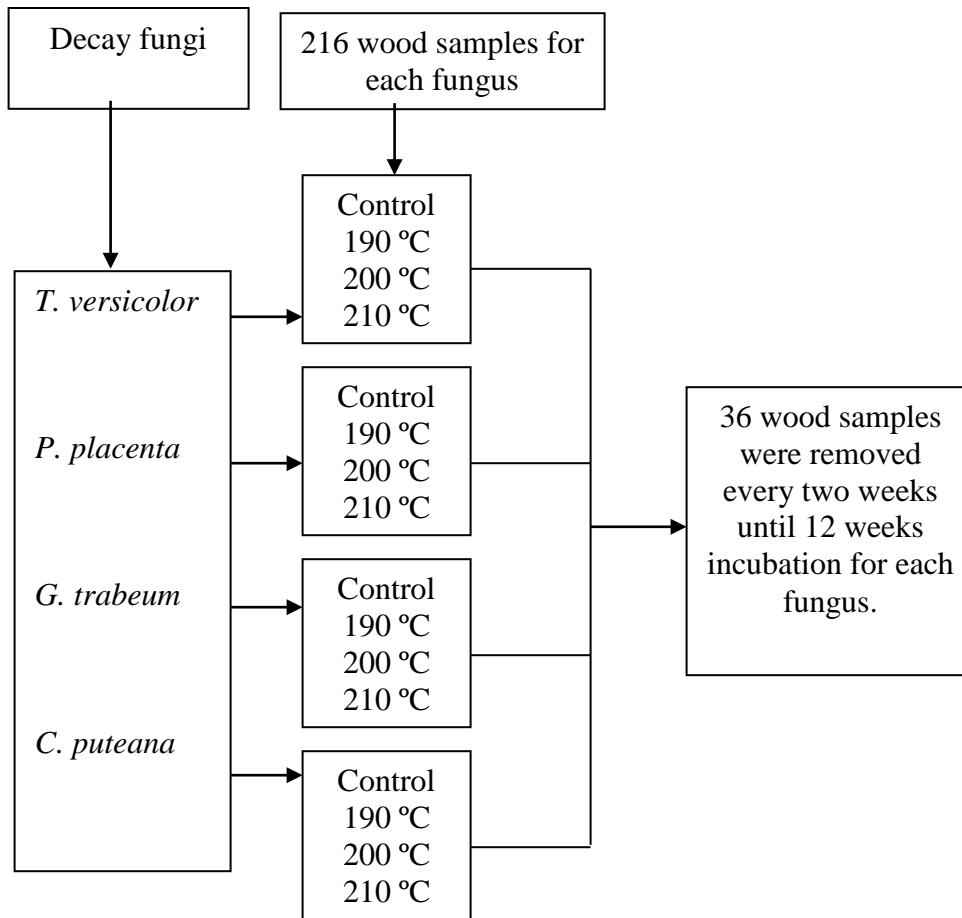 Decay fungi
216 wood samples for
each fungus
T. versicolor
P. placenta
G. trabeum
C. puteana
Control
190 ºC
200 ºC
210 ºC
Control
190 ºC
200 ºC
210 ºC
Control
190 ºC
200 ºC
210 ºC
Control
190 ºC
200 ºC
210 ºC
36 wood samples
were removed
every two weeks
until 12 weeks
incubation for each
fungus.